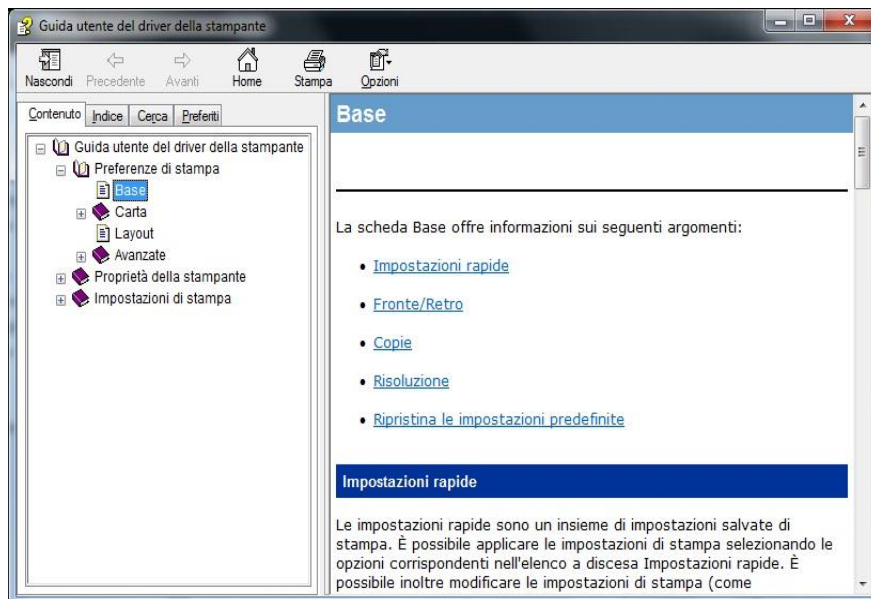 Guida utente del driver della stampante
Nascondi Precedente Avanti Home Stampa Opzioni
Contenuto Indice Cerca Preferiti
Guida utente del driver della stampante
Preferenze di stampa
Base
Carta
Layout
Avanzate
Proprietà della stampante
Impostazioni di stampa
Base
La scheda Base offre informazioni sui seguenti argomenti:
• Impostazioni rapide
• Fronte/Retro
• Copie
• Risoluzione
• Ripristina le impostazioni predefinite
Impostazioni rapide
Le impostazioni rapide sono un insieme di impostazioni salvate di
stampa. È possibile applicare le impostazioni di stampa selezionando le
opzioni corrispondenti nell'elenco a discesa Impostazioni rapide. È
possibile inoltre modificare le impostazioni di stampa (come